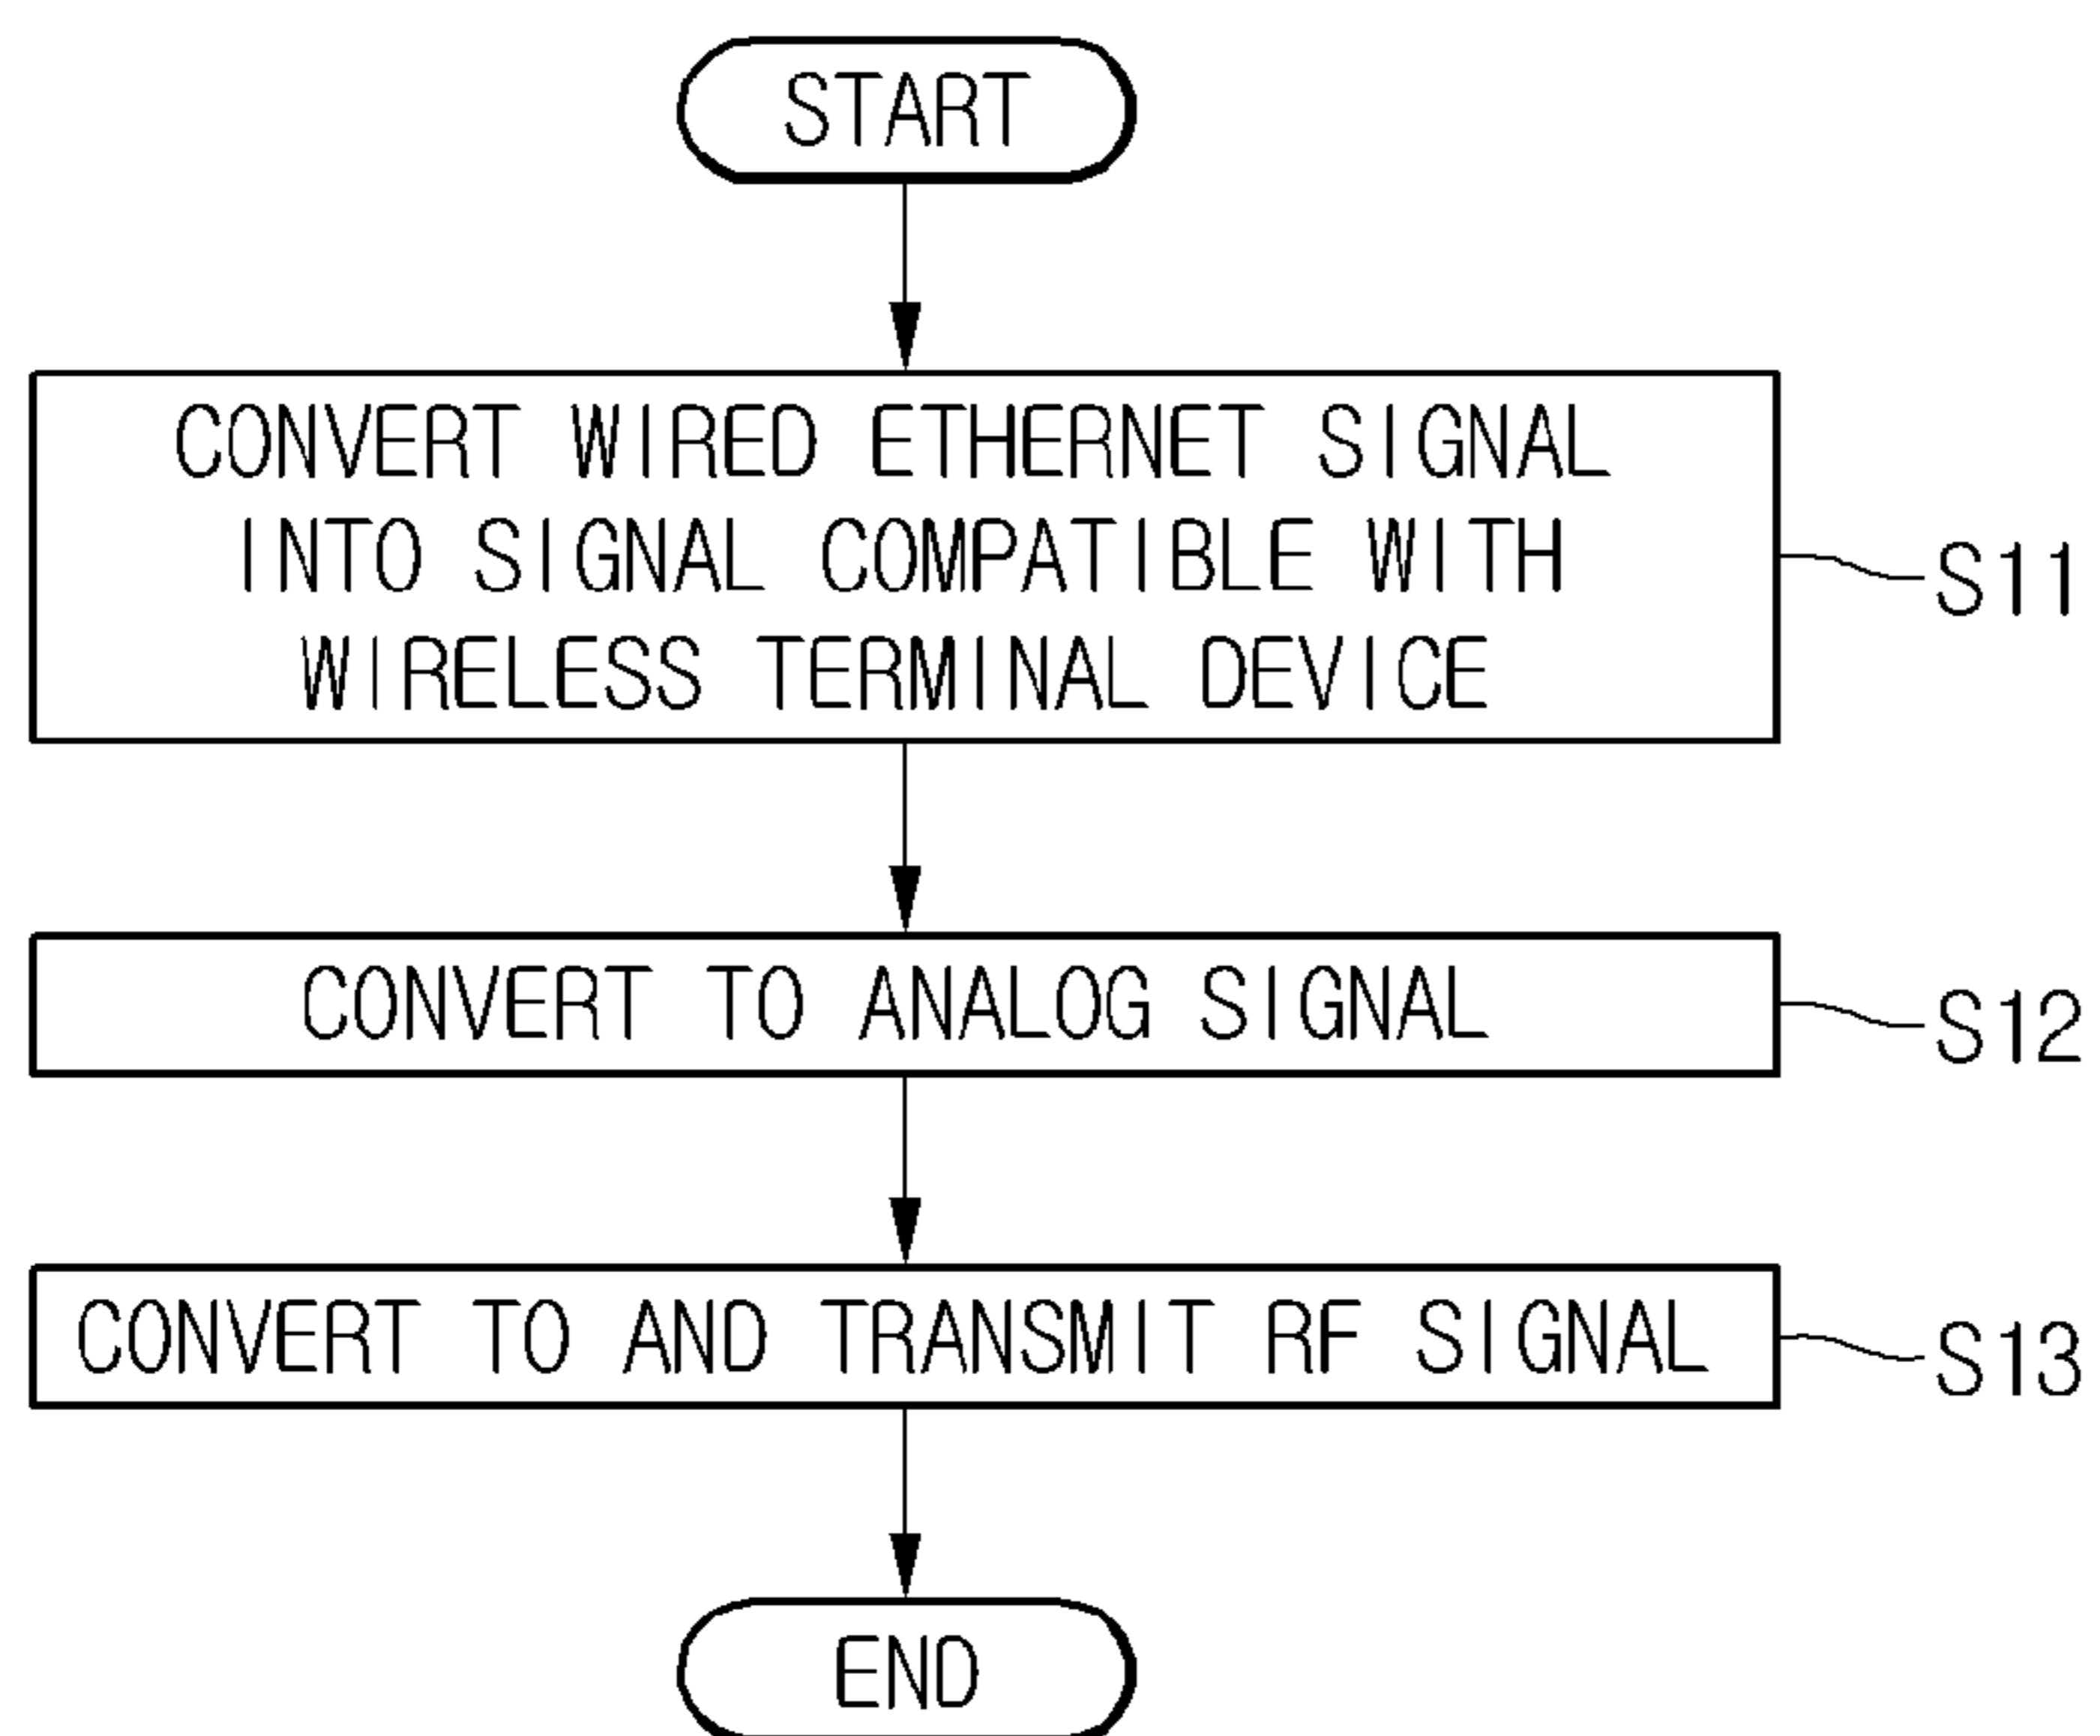 START
CONVERT WIRED ETHERNET SIGNAL
INTO SIGNAL COMPATIBLE WITH
WIRELESS TERMINAL DEVICE
S11
CONVERT TO ANALOG SIGNAL
S12
CONVERT TO AND TRANSMIT RF SIGNAL
S13
END